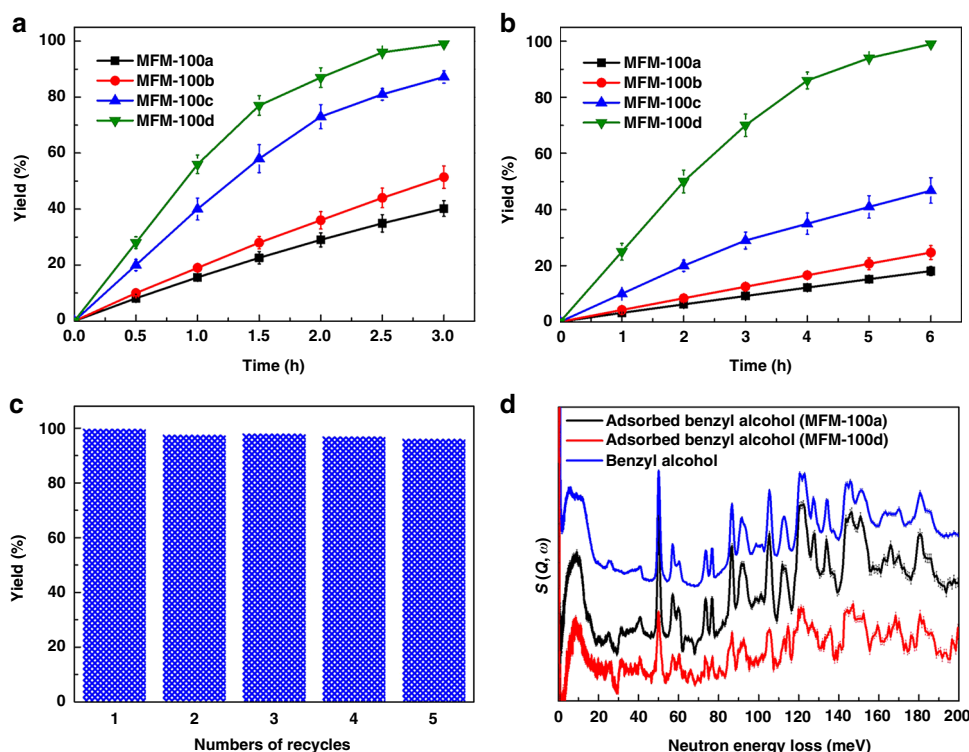 a
100
80
60
40
20
0
Yield (%)
MFM-100a
MFM-100b
MFM-100c
MFM-100d
0.0 0.5 1.0 1.5 2.0 2.5 3.0
Time (h)
b
100
80
60
40
20
0
Yield (%)
MFM-100a
MFM-100b
MFM-100c
MFM-100d
0 1 2 3 4 5 6
Time (h)
c
100
80
60
40
20
0
Yield (%)
1 2 3 4 5
Numbers of recycles
d
S (Q, ω)
Adsorbed benzyl alcohol (MFM-100a)
Adsorbed benzyl alcohol (MFM-100d)
Benzyl alcohol
0 20 40 60 80 100 120 140 160 180 200
Neutron energy loss (meV)